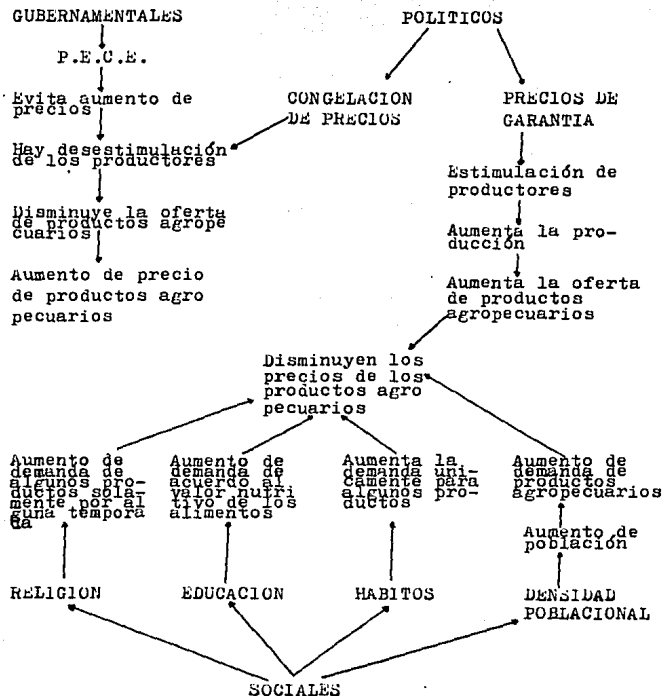 GUBERNAMENTALES
P.E.C.E.
Evita aumento de
precios
Hay desestimulación
de los productores
Disminuye la oferta
de productos agrope
cuarios
Aumento de precio
de productos agro
pecuarios
POLITICOS
CONGELACION
DE PRECIOS
PRECIOS DE
GARANTIA
Estimulación de
productores
Aumenta la pro-
ducción
Aumenta la oferta
de productos
agropecuarios
Disminuyen los
precios de los
productos agro
pecuarios
Aumento de
demanda de
algunos pro-
ductos sola-
mente por al
guna tempora
da
Aumento de
demanda de
acuerdo al
valor nutri
tivo de los
alimentos
Aumenta la
demanda uni-
camente para
algunos pro-
ductos
Aumento de
demanda de
productos
agropecuarios
Aumento de
población
RELIGION
EDUCACION
HABITOS
DENSIDAD
POBLACIONAL
SOCIALES